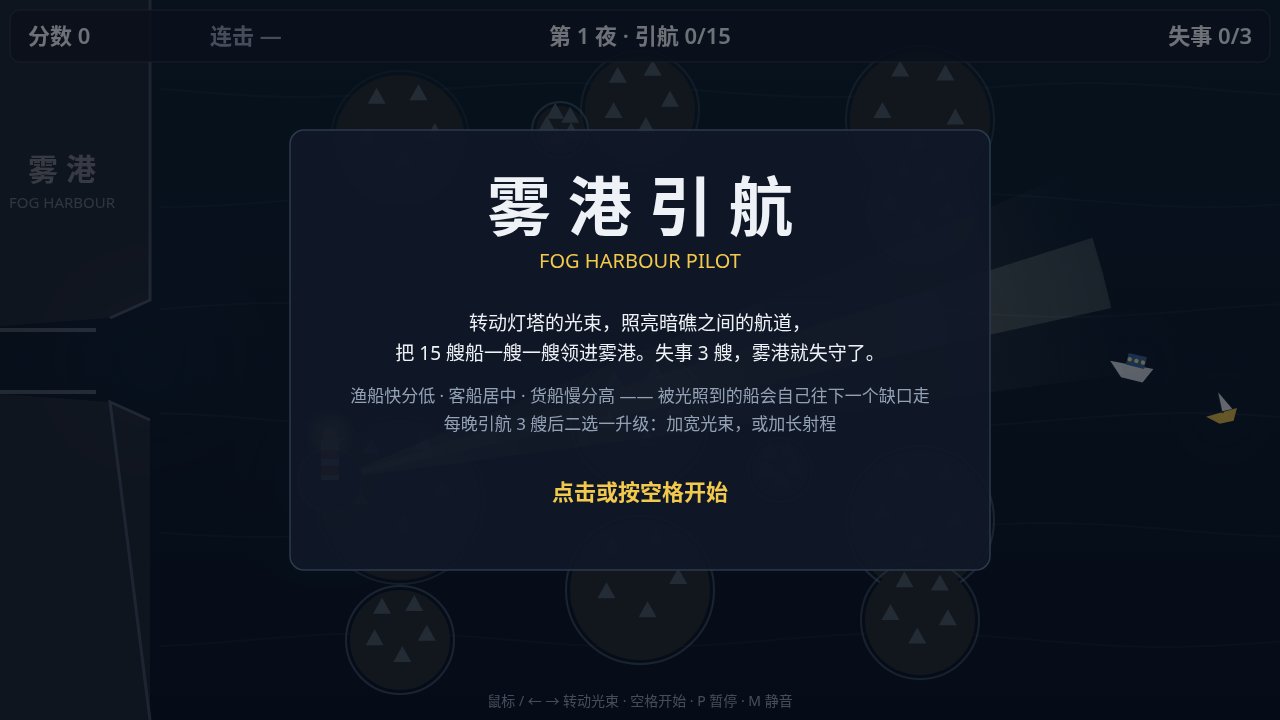 分数 0
连击 —
第 1 夜 · 引航 0/15
失事 0/3
雾 港
FOG HARBOUR
雾 港 引 航
FOG HARBOUR PILOT
转动灯塔的光束，照亮暗礁之间的航道，
把 15 艘船一艘一艘领进雾港。失事 3 艘，雾港就失守了。
渔船快分低 · 客船居中 · 货船慢分高 —— 被光照到的船会自己往下一个缺口走
每晚引航 3 艘后二选一升级：加宽光束，或加长射程
点击或按空格开始
鼠标 / ← → 转动光束 · 空格开始 · P 暂停 · M 静音